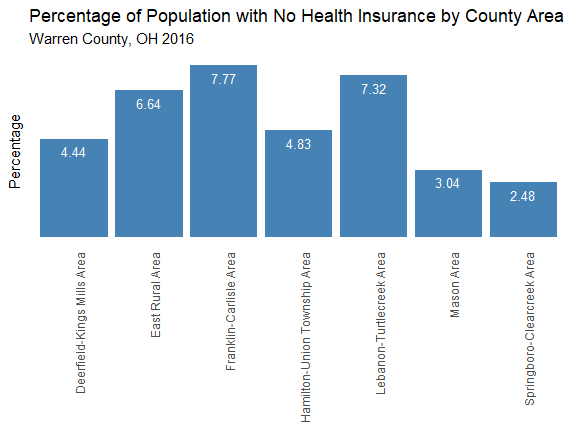 Percentage of Population with No Health Insurance by County Area
Warren County, OH 2016
Percentage
4.44
6.64
7.77
4.83
7.32
3.04
2.48
Deerfield-Kings Mills Area
East Rural Area
Franklin-Carlisle Area
Hamilton-Union Township Area
Lebanon-Turtlecreek Area
Mason Area
Springboro-Clearcreek Area